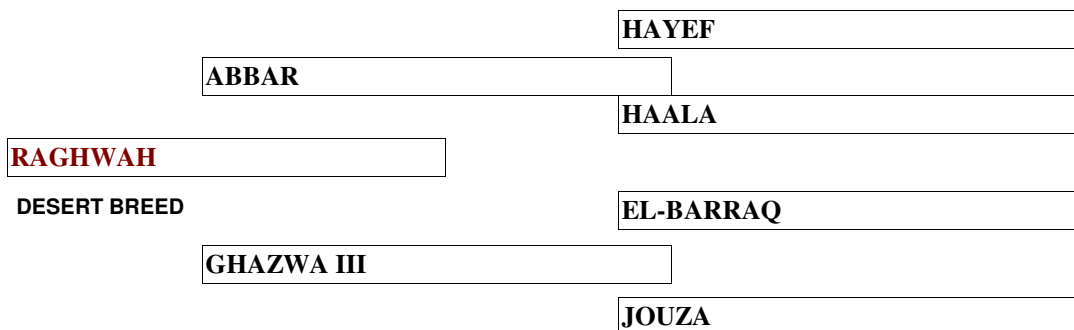 HAYEF
ABBAR
HAALA
RAGHWAH
DESERT BREED
EL-BARRAQ
GHAZWA III
JOUZA